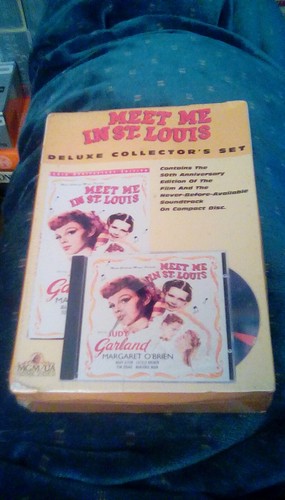 MEET ME
IN ST. LOUIS
DELUXE COLLECTOR'S SET
Contains The
50th Anniversary
Edition Of The
Film And The
Never-Before-Available
Soundtrack
On Compact Disc.
MEET ME
IN ST. LOUIS
Garland
MEET ME
IN ST. LOUIS
JUDY
Garland
MARGARET O'BRIEN
MGM/UA